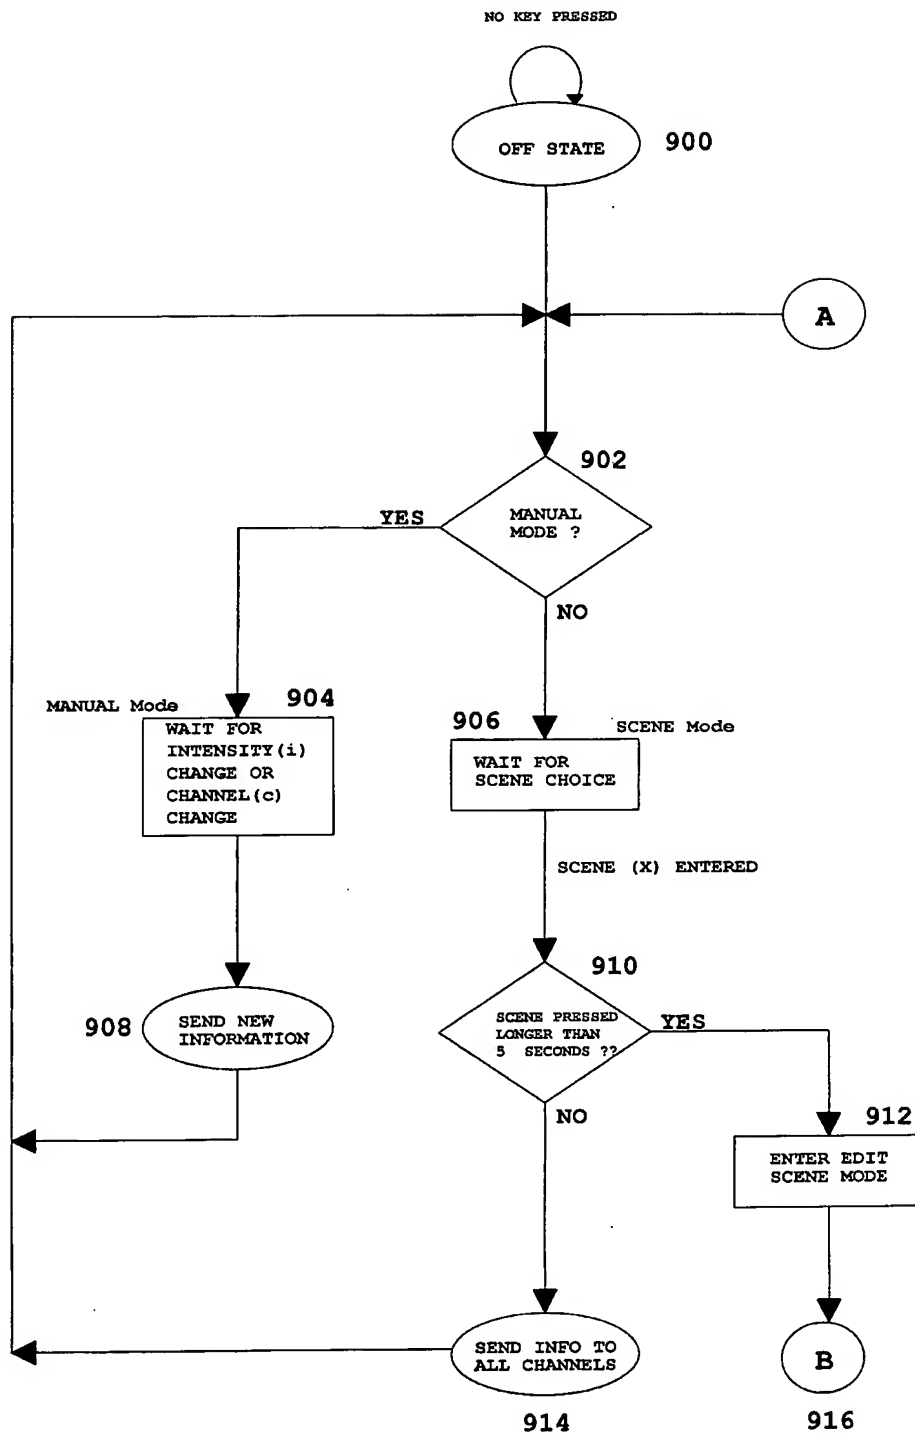 NO KEY PRESSED
OFF STATE
900
A
902
YES
MANUAL
MODE ?
NO
MANUAL Mode
904
WAIT FOR
INTENSITY(i)
CHANGE OR
CHANNEL(c)
CHANGE
906
SCENE Mode
WAIT FOR
SCENE CHOICE
SCENE (X) ENTERED
910
908
SEND NEW
INFORMATION
SCENE PRESSED
LONGER THAN
5 SECONDS ??
YES
NO
912
ENTER EDIT
SCENE MODE
SEND INFO TO
ALL CHANNELS
914
B
916